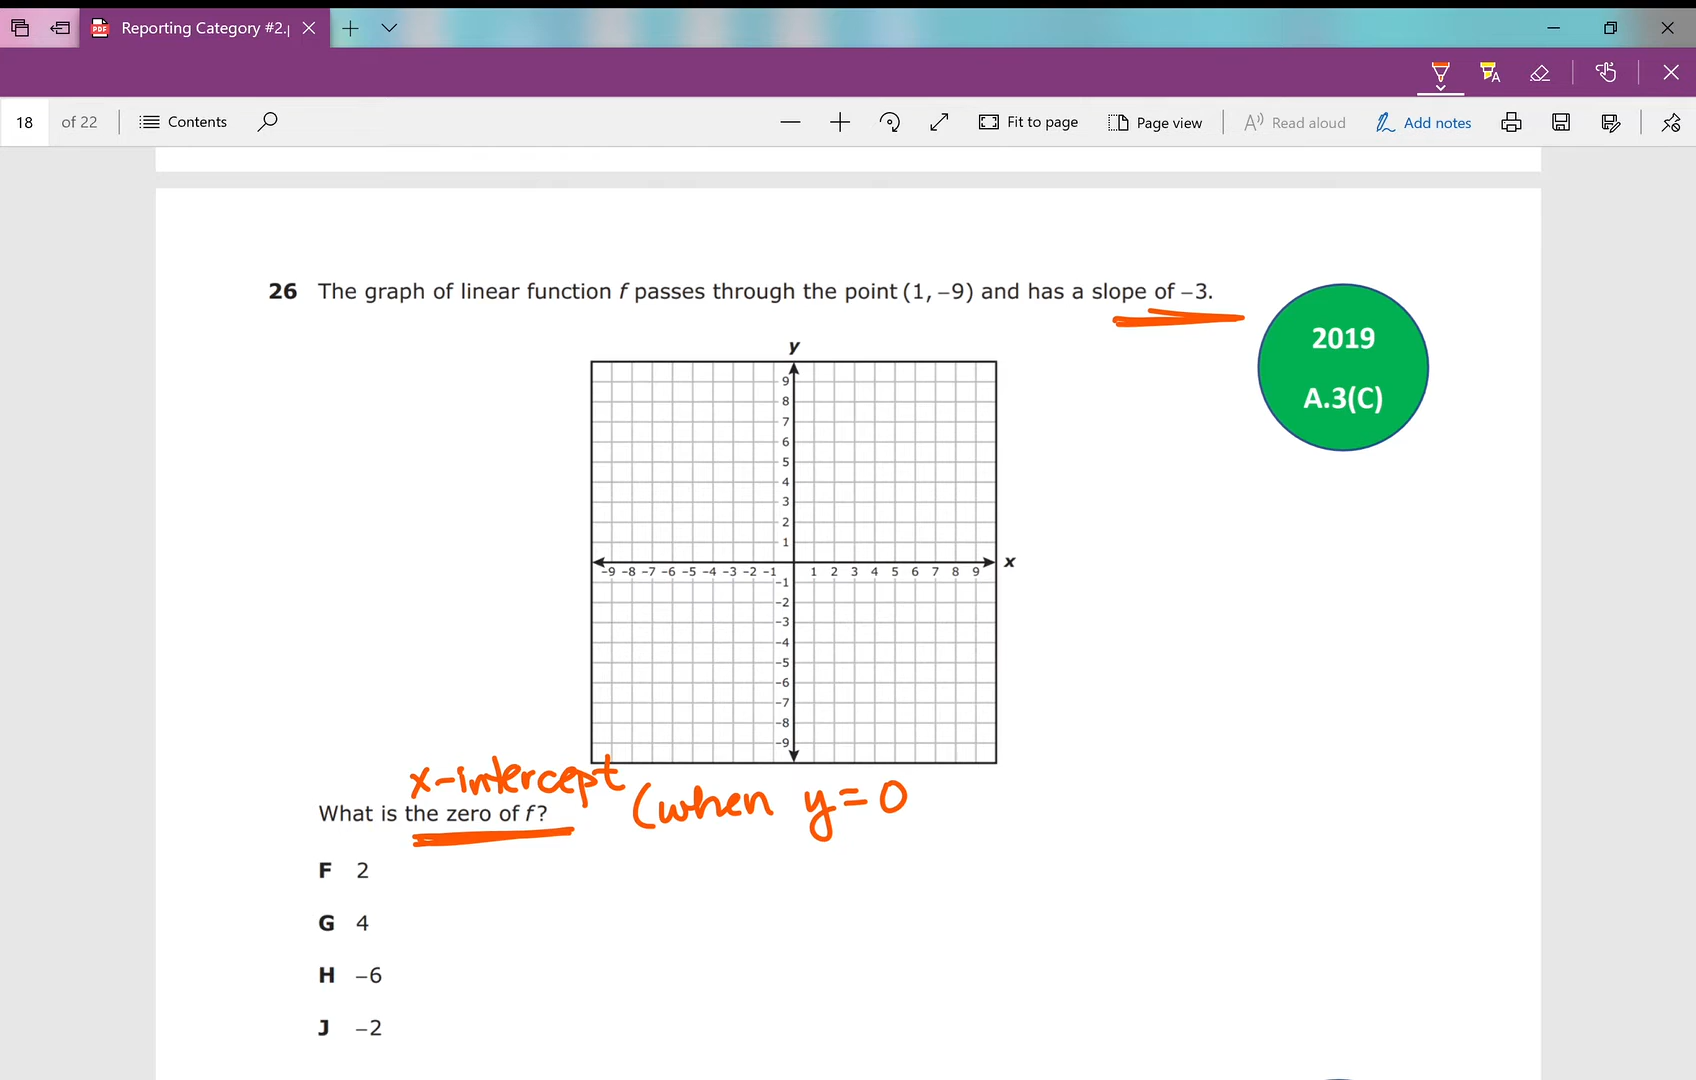 Reporting Category #2.p
18 of 22 Contents Fit to page Page view Read aloud Add notes
26 The graph of linear function f passes through the point (1, −9) and has a slope of −3.
2019
A.3(C)
y
9
8
7
6
5
4
3
2
1
x
−9 −8 −7 −6 −5 −4 −3 −2 −1 1 2 3 4 5 6 7 8 9
−1
−2
−3
−4
−5
−6
−7
−8
−9
x-intercept (when y=0
What is the zero of f?
F 2
G 4
H −6
J −2